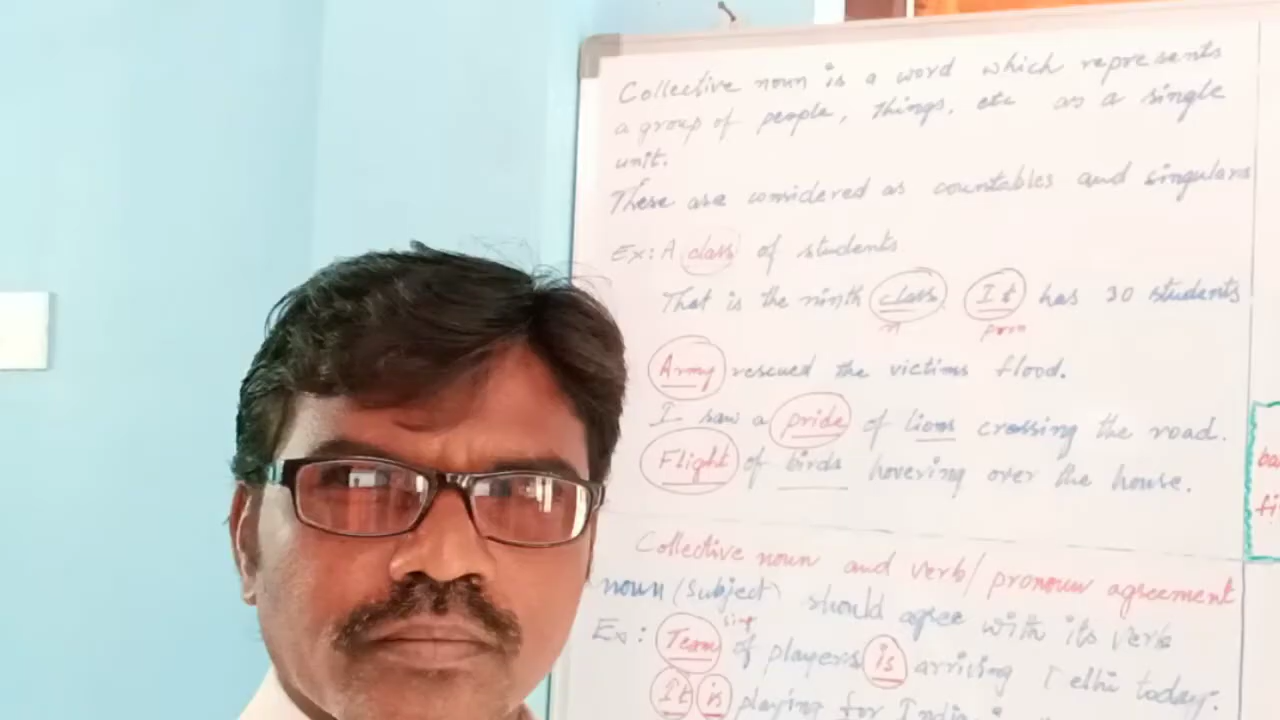 Collective noun is a word which represents
a group of people, things, etc as a single
unit.
These are considered as countables and singulars
Ex: A class of students.
That is the ninth class. It has 30 students
n pron
Army rescued the victims flood.
I saw a pride of lions crossing the road.
Flight of birds hovering over the house.
ba
fi
Collective noun and verb/pronoun agreement
noun (subject) should agree with its verb
sing
Ex: Team of players is arriving Delhi today.
It is playing for India